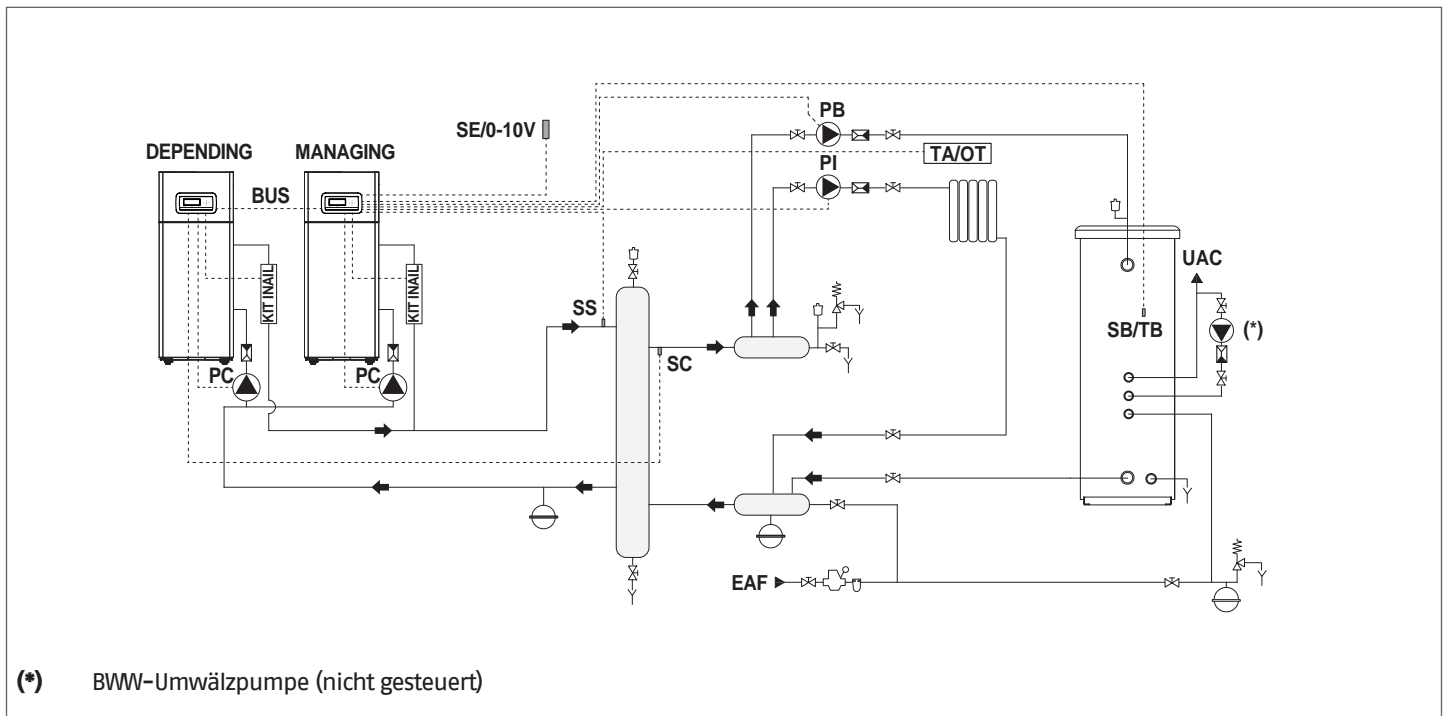 SE/0-10V
PB
DEPENDING MANAGING
TA/OT
PI
BUS
UAC
KIT INAIL
KIT INAIL
SS
SB/TB
(*)
SC
PC
PC
EAF
(*) BWW-Umwälzpumpe (nicht gesteuert)